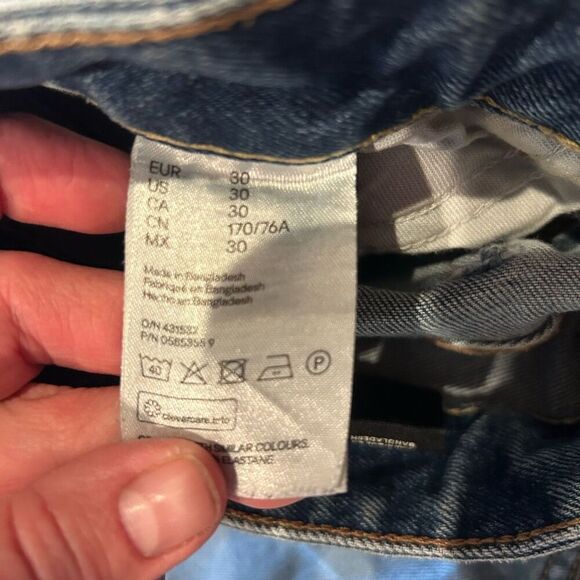 EUR 30
US 30
CA 30
CN 170/76A
MX 30
Made in Bangladesh
Fabriqué en Bangladesh
Hecho en Bangladesh
O/N 431532
P/N 0585355 9
40 P
clevercare.info
SIMILAR COLOURS.
ELASTANE.
BANGLADESH